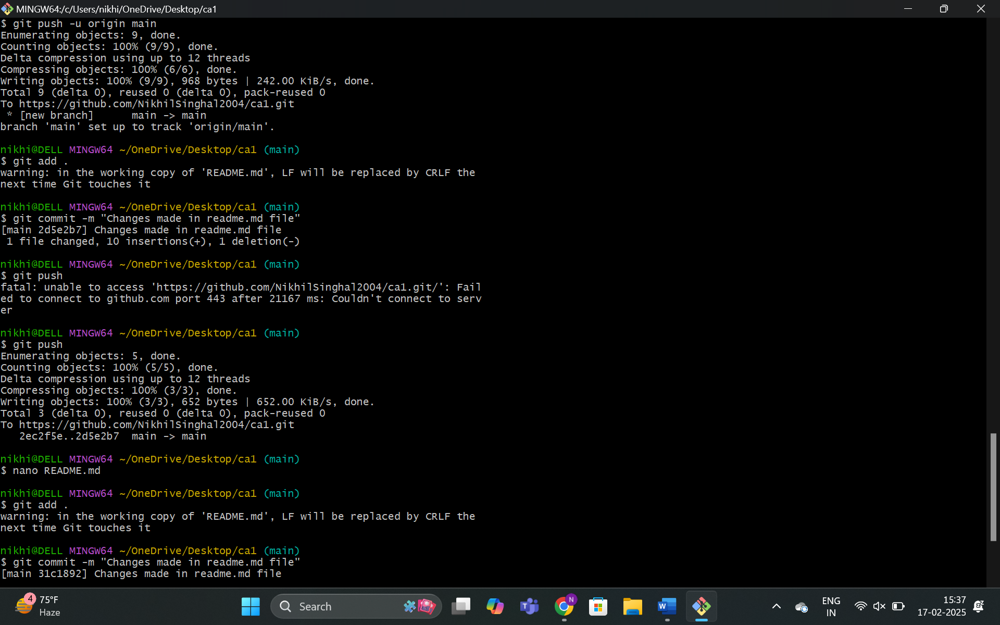 MINGW64:/c/Users/nikhi/OneDrive/Desktop/ca1
$ git push -u origin main
Enumerating objects: 9, done.
Counting objects: 100% (9/9), done.
Delta compression using up to 12 threads
Compressing objects: 100% (6/6), done.
Writing objects: 100% (9/9), 968 bytes | 242.00 KiB/s, done.
Total 9 (delta 0), reused 0 (delta 0), pack-reused 0
To https://github.com/NikhilSinghal2004/ca1.git
 * [new branch]      main -> main
branch 'main' set up to track 'origin/main'.

nikhi@DELL MINGW64 ~/OneDrive/Desktop/ca1 (main)
$ git add .
warning: in the working copy of 'README.md', LF will be replaced by CRLF the
next time Git touches it

nikhi@DELL MINGW64 ~/OneDrive/Desktop/ca1 (main)
$ git commit -m "Changes made in readme.md file"
[main 2d5e2b7] Changes made in readme.md file
 1 file changed, 10 insertions(+), 1 deletion(-)

nikhi@DELL MINGW64 ~/OneDrive/Desktop/ca1 (main)
$ git push
fatal: unable to access 'https://github.com/NikhilSinghal2004/ca1.git/': Fail
ed to connect to github.com port 443 after 21167 ms: Couldn't connect to serv
er

nikhi@DELL MINGW64 ~/OneDrive/Desktop/ca1 (main)
$ git push
Enumerating objects: 5, done.
Counting objects: 100% (5/5), done.
Delta compression using up to 12 threads
Compressing objects: 100% (3/3), done.
Writing objects: 100% (3/3), 652 bytes | 652.00 KiB/s, done.
Total 3 (delta 0), reused 0 (delta 0), pack-reused 0
To https://github.com/NikhilSinghal2004/ca1.git
   2ec2f5e..2d5e2b7  main -> main

nikhi@DELL MINGW64 ~/OneDrive/Desktop/ca1 (main)
$ nano README.md

nikhi@DELL MINGW64 ~/OneDrive/Desktop/ca1 (main)
$ git add .
warning: in the working copy of 'README.md', LF will be replaced by CRLF the
next time Git touches it

nikhi@DELL MINGW64 ~/OneDrive/Desktop/ca1 (main)
$ git commit -m "Changes made in readme.md file"
[main 31c1892] Changes made in readme.md file
4
75°F
Haze
Search
N
ENG
IN
15:37
17-02-2025